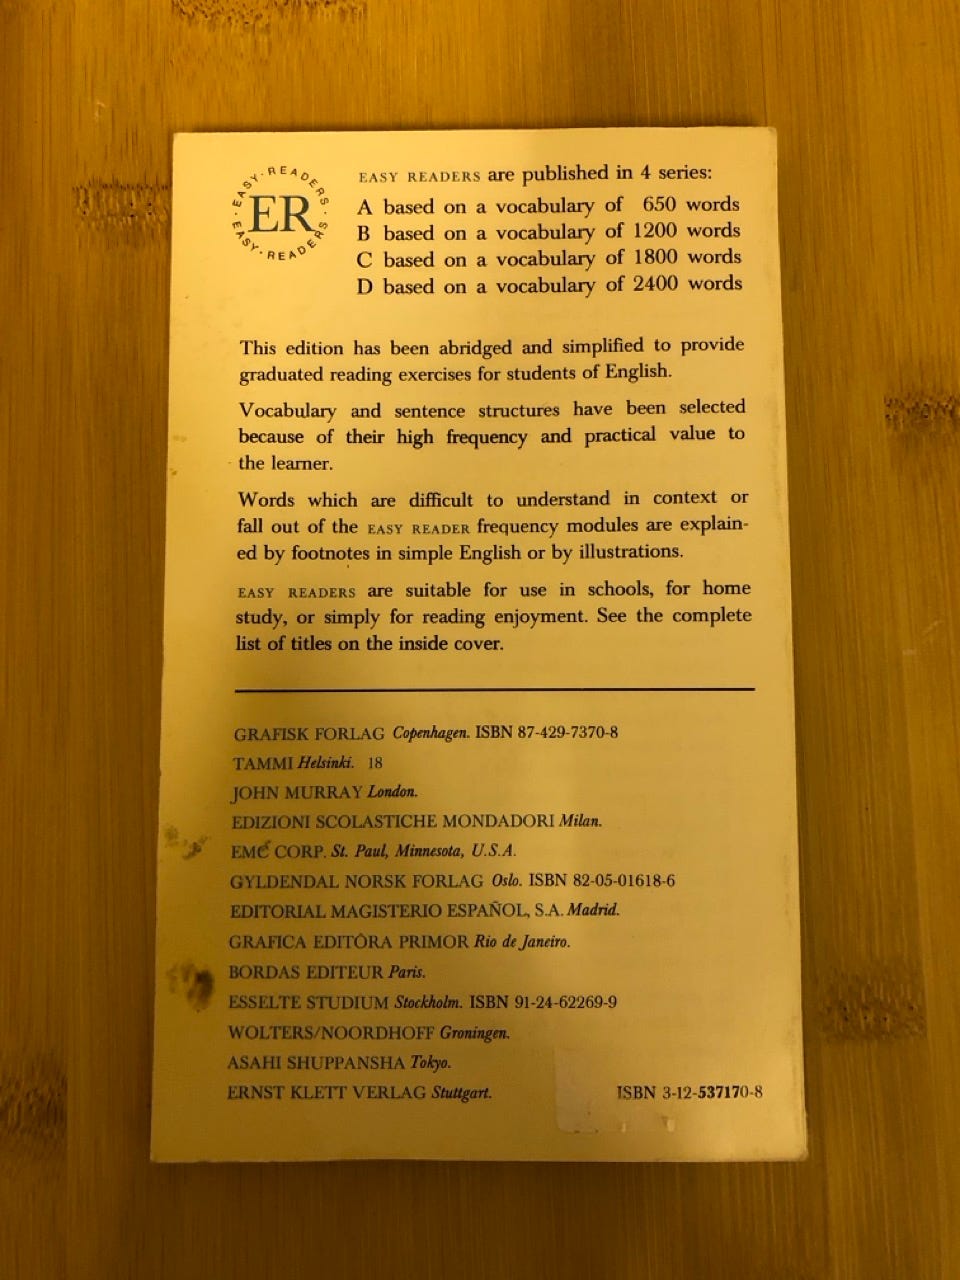 · EASY · READERS · EASY · READERS
ER
EASY READERS are published in 4 series:
A based on a vocabulary of 650 words
B based on a vocabulary of 1200 words
C based on a vocabulary of 1800 words
D based on a vocabulary of 2400 words
This edition has been abridged and simplified to provide
graduated reading exercises for students of English.
Vocabulary and sentence structures have been selected
because of their high frequency and practical value to
the learner.
Words which are difficult to understand in context or
fall out of the EASY READER frequency modules are explain-
ed by footnotes in simple English or by illustrations.
EASY READERS are suitable for use in schools, for home
study, or simply for reading enjoyment. See the complete
list of titles on the inside cover.
GRAFISK FORLAG Copenhagen. ISBN 87-429-7370-8
TAMMI Helsinki. 18
JOHN MURRAY London.
EDIZIONI SCOLASTICHE MONDADORI Milan.
EMC CORP. St. Paul, Minnesota, U.S.A.
GYLDENDAL NORSK FORLAG Oslo. ISBN 82-05-01618-6
EDITORIAL MAGISTERIO ESPAÑOL, S.A. Madrid.
GRAFICA EDITÔRA PRIMOR Rio de Janeiro.
BORDAS EDITEUR Paris.
ESSELTE STUDIUM Stockholm. ISBN 91-24-62269-9
WOLTERS/NOORDHOFF Groningen.
ASAHI SHUPPANSHA Tokyo.
ERNST KLETT VERLAG Stuttgart. ISBN 3-12-537170-8